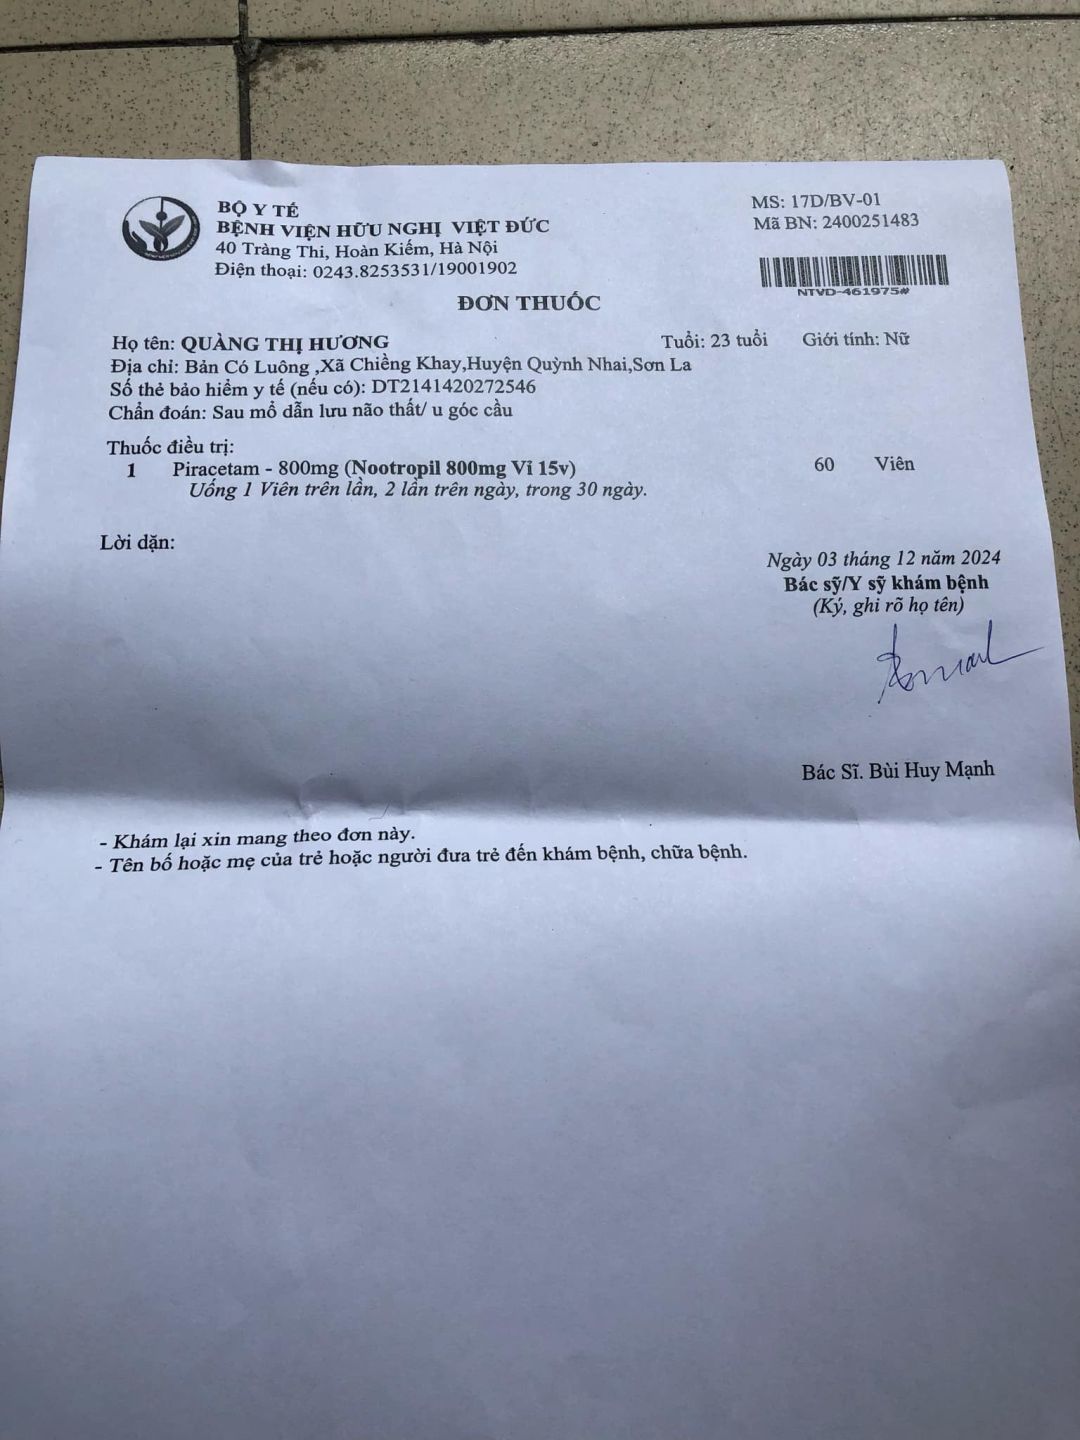 BỘ Y TẾ
BỆNH VIỆN HỮU NGHỊ VIỆT ĐỨC
40 Tràng Thi, Hoàn Kiếm, Hà Nội
Điện thoại: 0243.8253531/19001902
MS: 17D/BV-01
Mã BN: 2400251483
NTVD-461975#
ĐƠN THUỐC
Họ tên: QUÀNG THỊ HƯƠNG Tuổi: 23 tuổi Giới tính: Nữ
Địa chỉ: Bản Có Luông ,Xã Chiềng Khay,Huyện Quỳnh Nhai,Sơn La
Số thẻ bảo hiểm y tế (nếu có): DT2141420272546
Chẩn đoán: Sau mổ dẫn lưu não thất/ u góc cầu
Thuốc điều trị:
1 Piracetam - 800mg (Nootropil 800mg Vỉ 15v) 60 Viên
Uống 1 Viên trên lần, 2 lần trên ngày, trong 30 ngày.
Lời dặn:
Ngày 03 tháng 12 năm 2024
Bác sỹ/Y sỹ khám bệnh
(Ký, ghi rõ họ tên)
Bác Sĩ. Bùi Huy Mạnh
- Khám lại xin mang theo đơn này.
- Tên bố hoặc mẹ của trẻ hoặc người đưa trẻ đến khám bệnh, chữa bệnh.